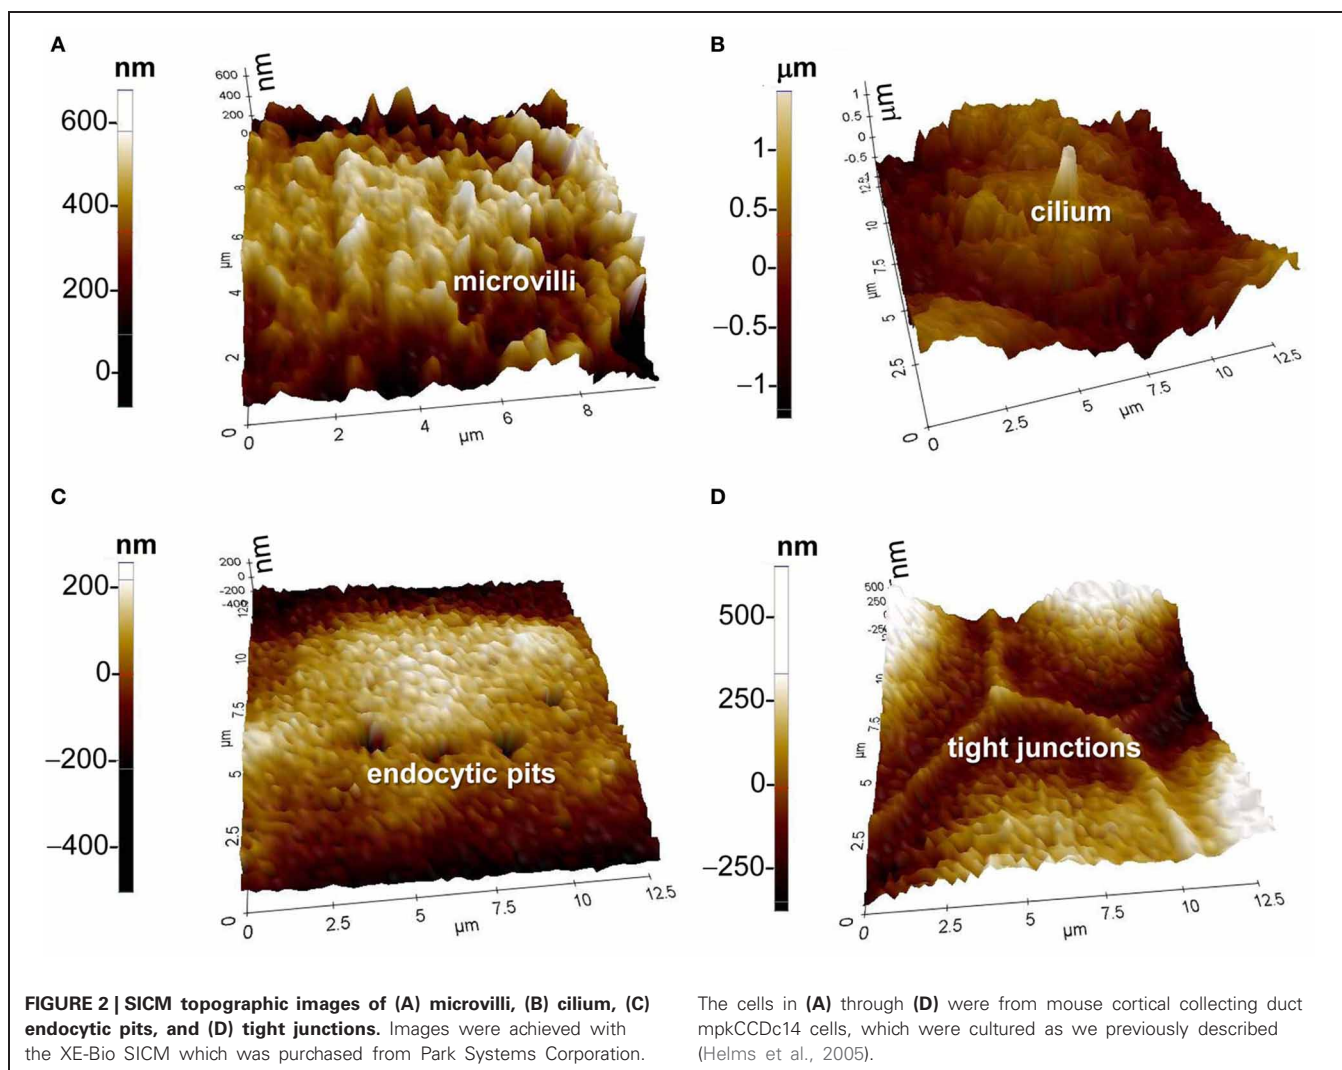 A
nm
600
400
200
0
nm
600
400
200
0
8
6
µm
4
2
0
0
2
4
6
8
µm
microvilli
B
µm
1
0.5
0
−0.5
−1
µm
1
0.5
0
-0.5
12.5
10
7.5
µm
5
2.5
0
0
2.5
5
7.5
10
12.5
µm
cilium
C
nm
200
0
−200
−400
nm
200
0
-200
-400
12.5
10
7.5
µm
5
2.5
0
0
2.5
5
7.5
10
12.5
µm
endocytic pits
D
nm
500
250
0
−250
nm
500
250
-250
10
7.5
µm
5
2.5
0
0
2.5
5
7.5
10
12.5
µm
tight junctions
FIGURE 2 | SICM topographic images of (A) microvilli, (B) cilium, (C)
endocytic pits, and (D) tight junctions. Images were achieved with
the XE-Bio SICM which was purchased from Park Systems Corporation.
The cells in (A) through (D) were from mouse cortical collecting duct
mpkCCDc14 cells, which were cultured as we previously described
(Helms et al., 2005).